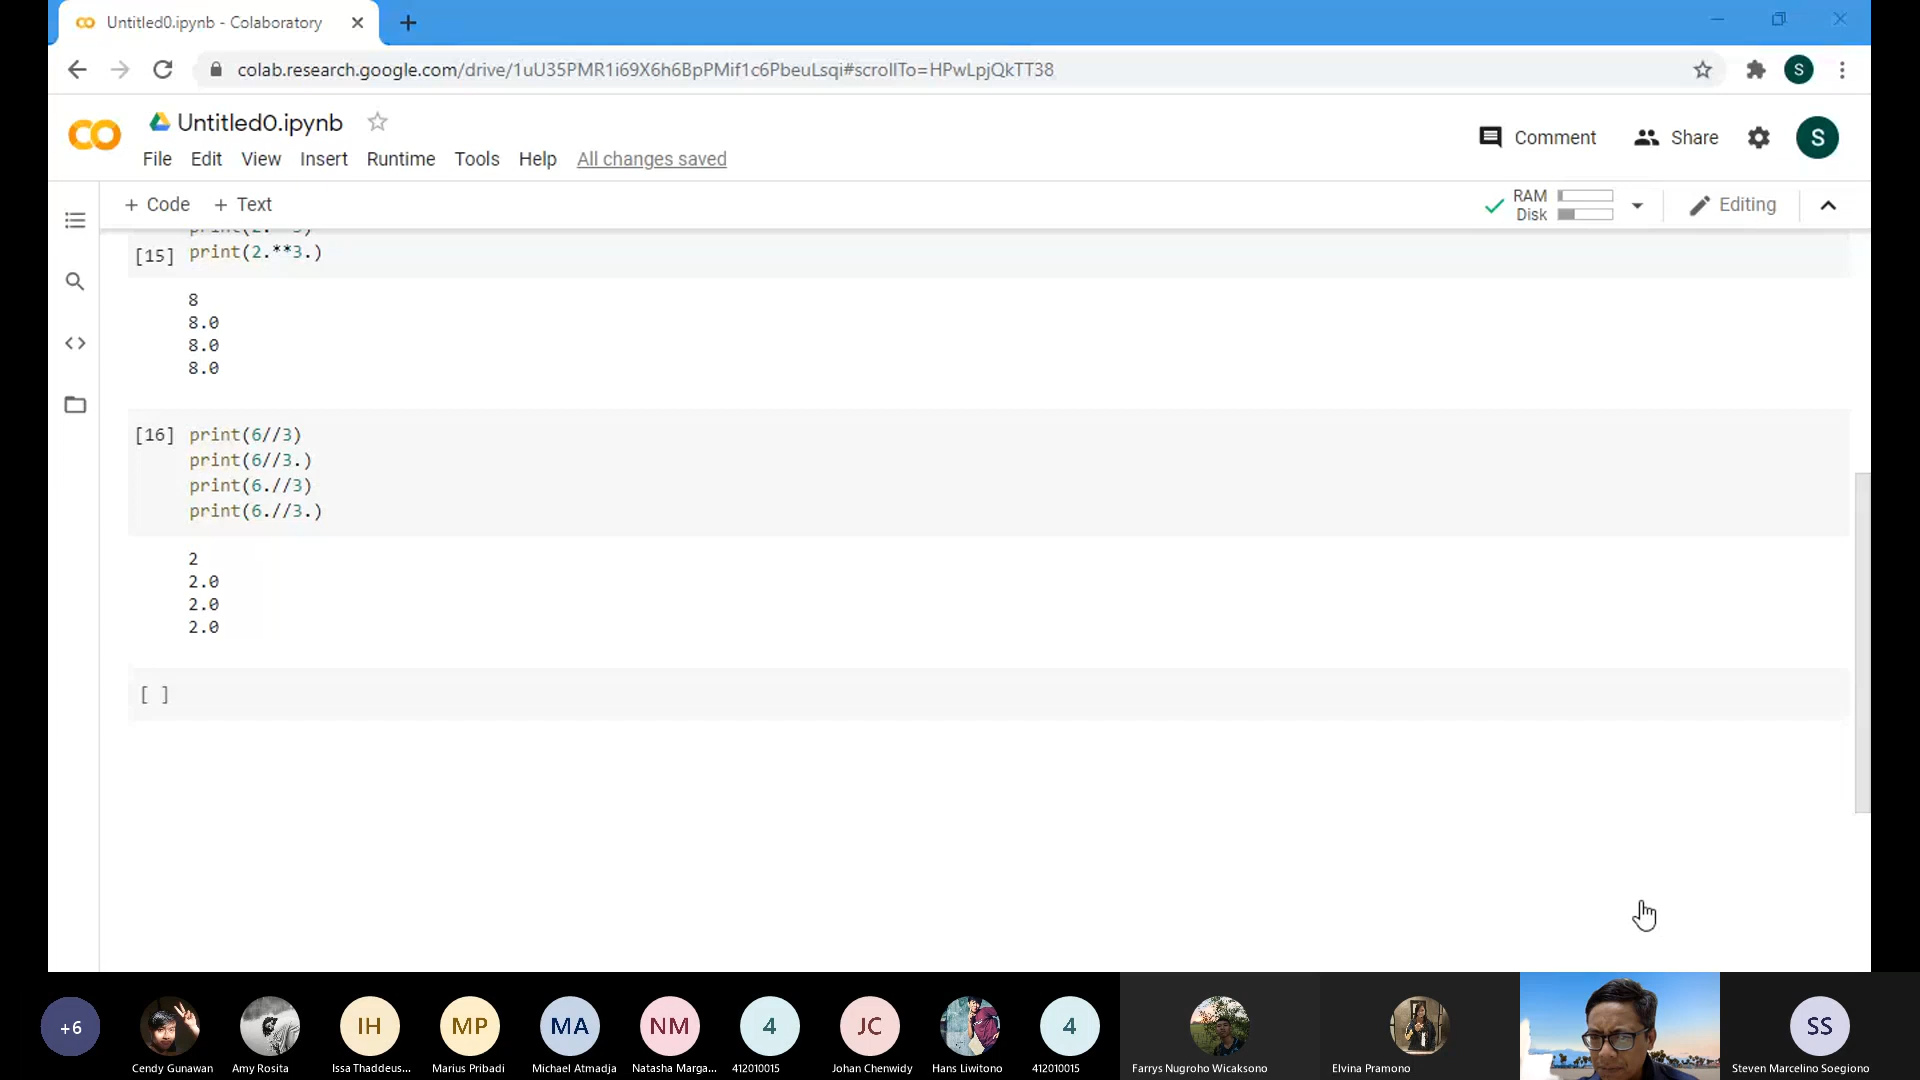 Untitled0.ipynb - Colaboratory
colab.research.google.com/drive/1uU35PMR1i69X6h6BpPMif1c6PbeuLsqi#scrollTo=HPwLpjQkTT38
S
CO
Untitled0.ipynb
File Edit View Insert Runtime Tools Help All changes saved
Comment Share S
+ Code + Text
RAM
Disk
Editing
[15] print(2.**3.)
8
8.0
8.0
8.0
[16] print(6//3)
print(6//3.)
print(6.//3)
print(6.//3.)
2
2.0
2.0
2.0
[ ]
+6 IH MP MA NM 4 JC 4 SS
Cendy Gunawan Amy Rosita Issa Thaddeus... Marius Pribadi Michael Atmadja Natasha Marga... 412010015 Johan Chenwidy Hans Liwitono 412010015 Farrys Nugroho Wicaksono Elvina Pramono Steven Marcelino Soegiono